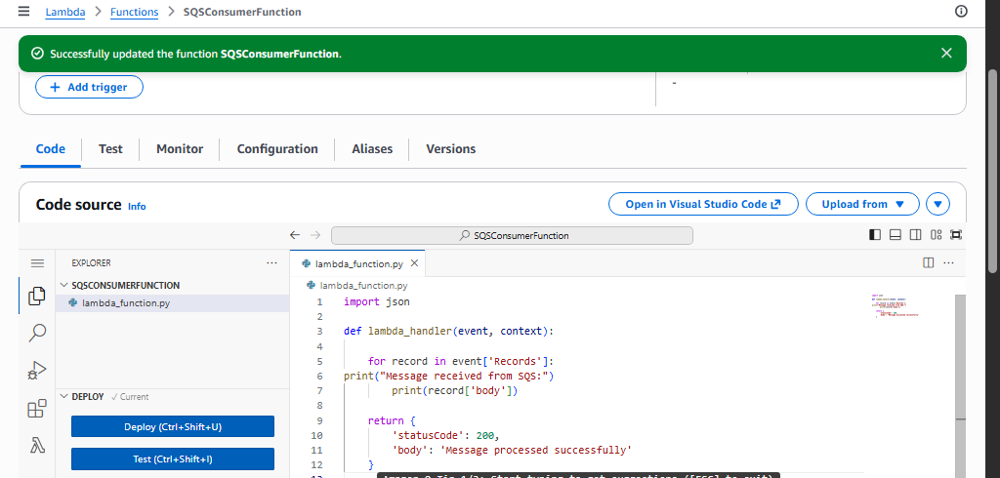 Lambda > Functions > SQSConsumerFunction
Successfully updated the function SQSConsumerFunction.
+ Add trigger
-
Code Test Monitor Configuration Aliases Versions
Code source Info
Open in Visual Studio Code
Upload from
SQSConsumerFunction
EXPLORER
SQSCONSUMERFUNCTION
lambda_function.py
DEPLOY Current
Deploy (Ctrl+Shift+U)
Test (Ctrl+Shift+I)
lambda_function.py
lambda_function.py
1 import json
2
3 def lambda_handler(event, context):
4
5     for record in event['Records']:
6 print("Message received from SQS:")
7         print(record['body'])
8
9     return {
10         'statusCode': 200,
11         'body': 'Message processed successfully'
12     }